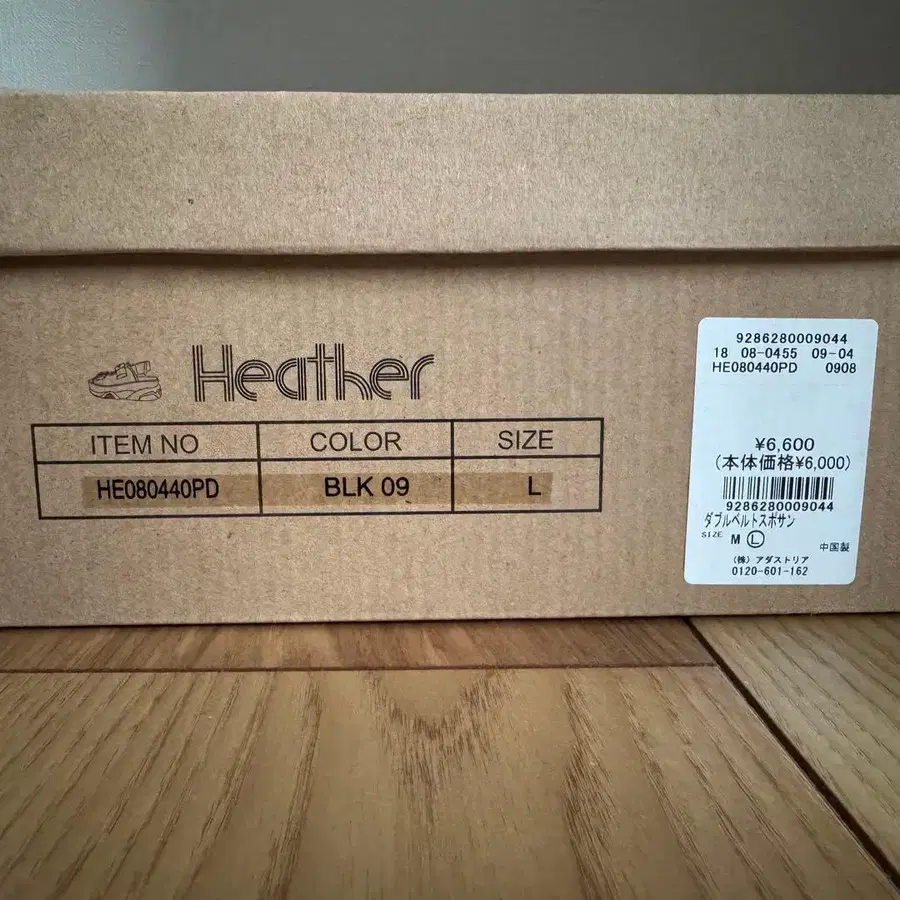 Heather
ITEM NO COLOR SIZE
HE080440PD BLK 09 L
9286280009044
18 08-0455 09-04
HE080440PD 0908
¥6,600
(本体価格¥6,000)
9286280009044
ダブルベルトスポサン
SIZE M L
中国製
(株) アダストリア
0120-601-162